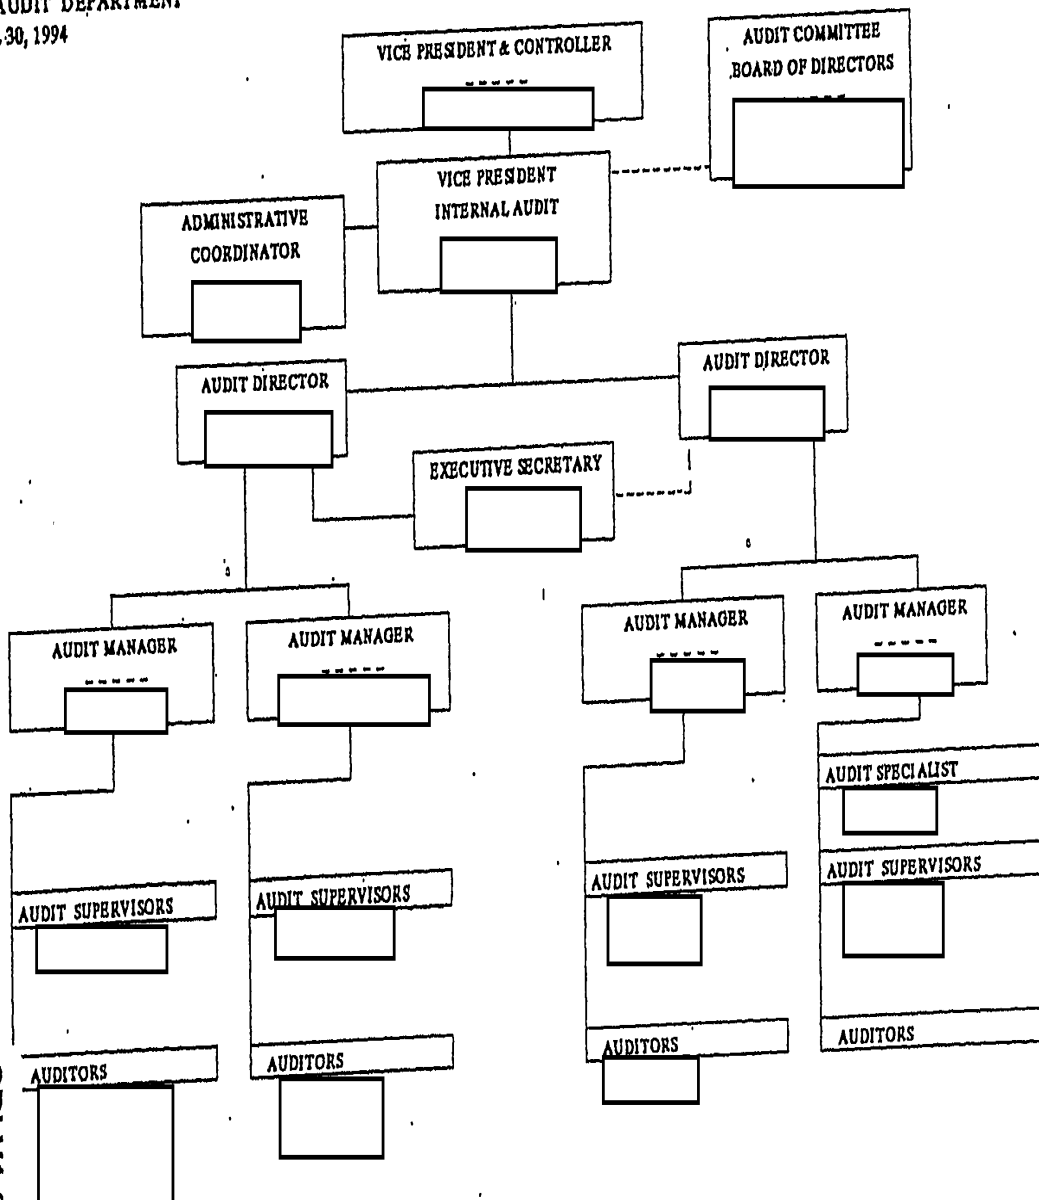 AUDIT DEPARTMENT
30, 1994
VICE PRESIDENT & CONTROLLER
AUDIT COMMITTEE
BOARD OF DIRECTORS
VICE PRESIDENT
INTERNAL AUDIT
ADMINISTRATIVE
COORDINATOR
AUDIT DIRECTOR
AUDIT DIRECTOR
EXECUTIVE SECRETARY
AUDIT MANAGER
AUDIT MANAGER
AUDIT MANAGER
AUDIT MANAGER
AUDIT SPECIALIST
AUDIT SUPERVISORS
AUDIT SUPERVISORS
AUDIT SUPERVISORS
AUDIT SUPERVISORS
AUDITORS
AUDITORS
AUDITORS
AUDITORS